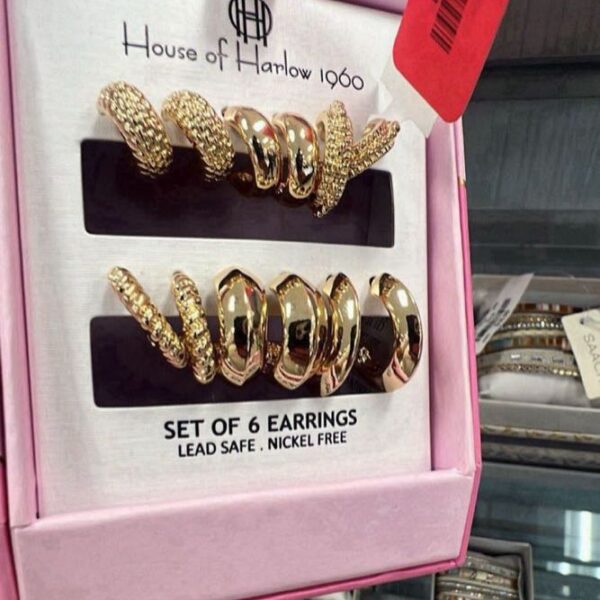 House of Harlow 1960
SET OF 6 EARRINGS
LEAD SAFE . NICKEL FREE